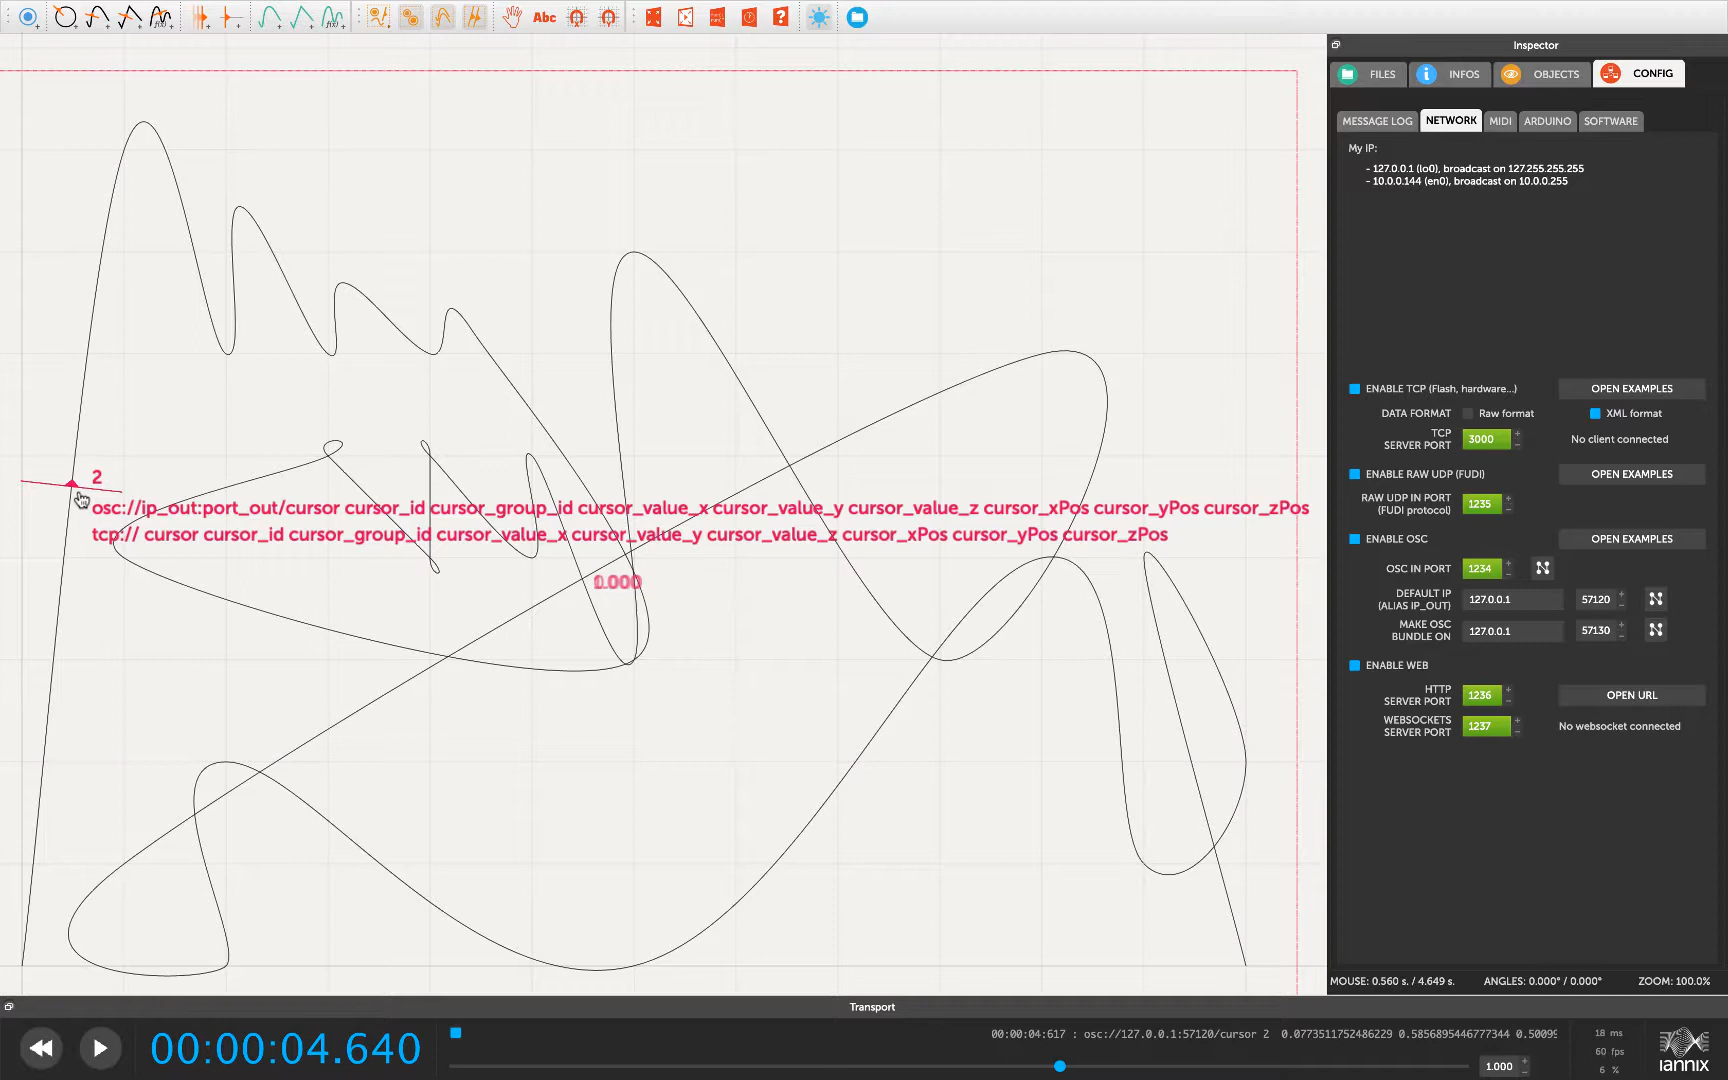 Abc
Inspector
FILES
INFOS
OBJECTS
CONFIG
MESSAGE LOG
NETWORK
MIDI
ARDUINO
SOFTWARE
My IP:
- 127.0.0.1 (lo0), broadcast on 127.255.255.255
- 10.0.0.144 (en0), broadcast on 10.0.0.255
ENABLE TCP (Flash, hardware...)
OPEN EXAMPLES
DATA FORMAT
Raw format
XML format
TCP
SERVER PORT
3000
No client connected
ENABLE RAW UDP (FUDI)
OPEN EXAMPLES
RAW UDP IN PORT
(FUDI protocol)
1235
ENABLE OSC
OPEN EXAMPLES
OSC IN PORT
1234
DEFAULT IP
(ALIAS IP_OUT)
127.0.0.1
57120
MAKE OSC
BUNDLE ON
127.0.0.1
57130
ENABLE WEB
HTTP
SERVER PORT
1236
OPEN URL
WEBSOCKETS
SERVER PORT
1237
No websocket connected
2
osc://ip_out:port_out/cursor cursor_id cursor_group_id cursor_value_x cursor_value_y cursor_value_z cursor_xPos cursor_yPos cursor_zPos
tcp:// cursor cursor_id cursor_group_id cursor_value_x cursor_value_y cursor_value_z cursor_xPos cursor_yPos cursor_zPos
MOUSE: 0.560 s. / 4.649 s.
ANGLES: 0.000° / 0.000°
ZOOM: 100.0%
Transport
00:00:04.640
00:00:04:617 : osc://127.0.0.1:57120/cursor 2 0.0773511752486229 0.5856895446777344 0.50099
1.000
18 ms
60 fps
6 %
iannix